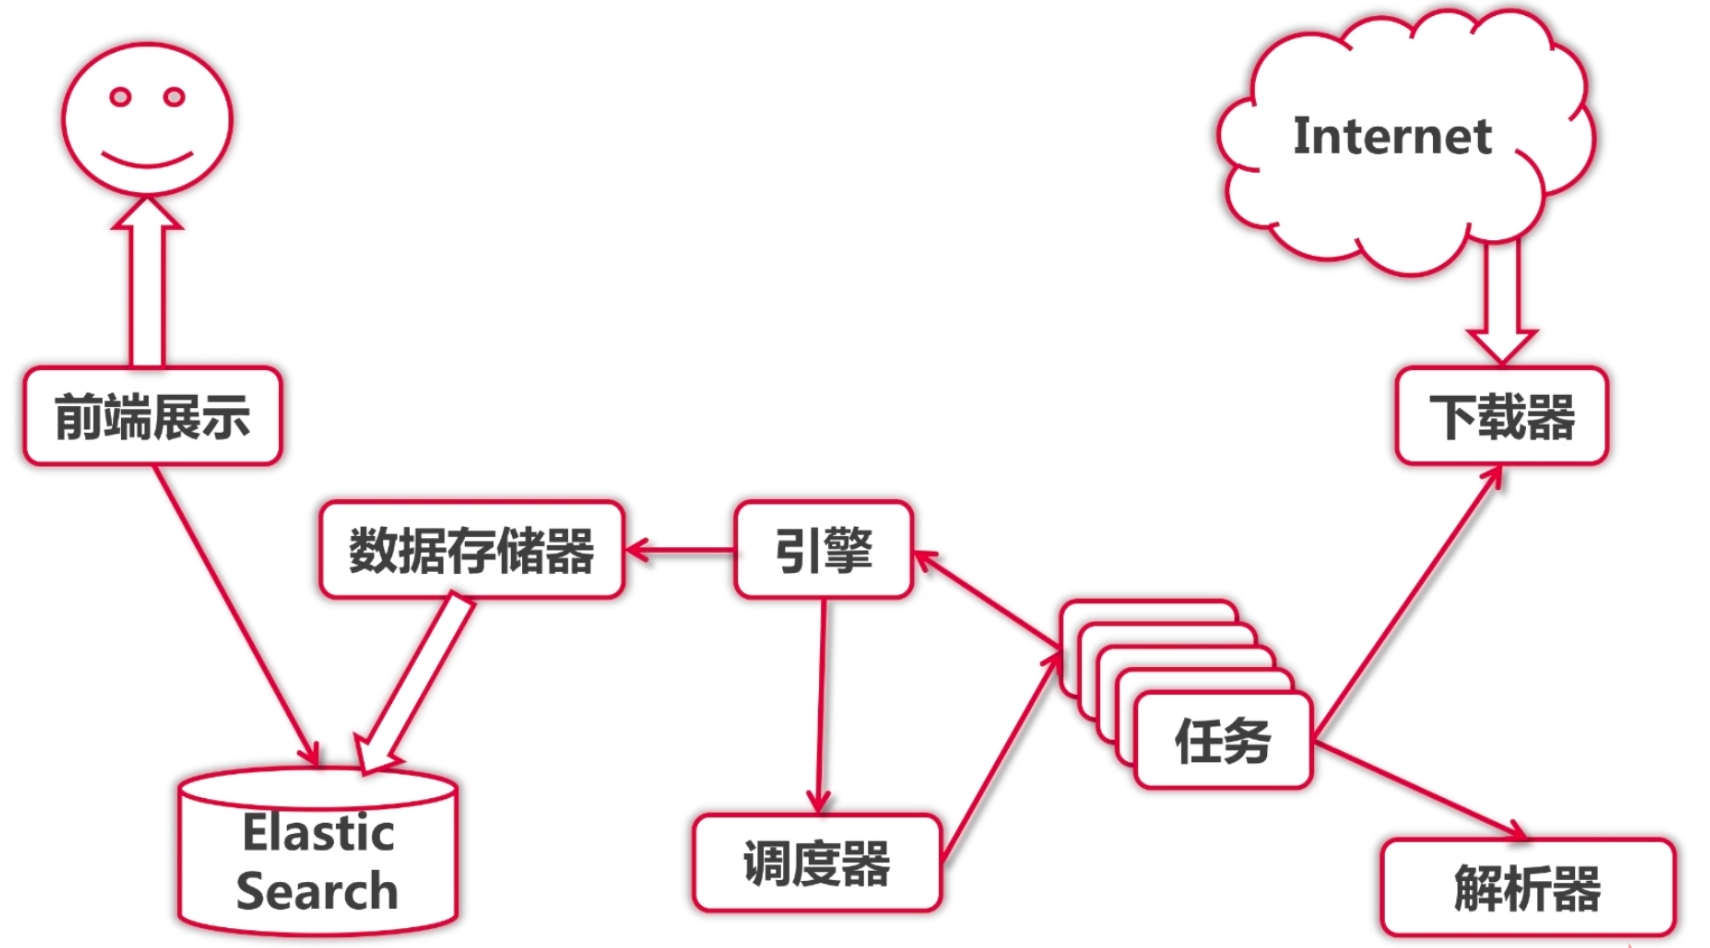 Internet
前端展示
下载器
数据存储器
引擎
任务
Elastic
Search
调度器
解析器